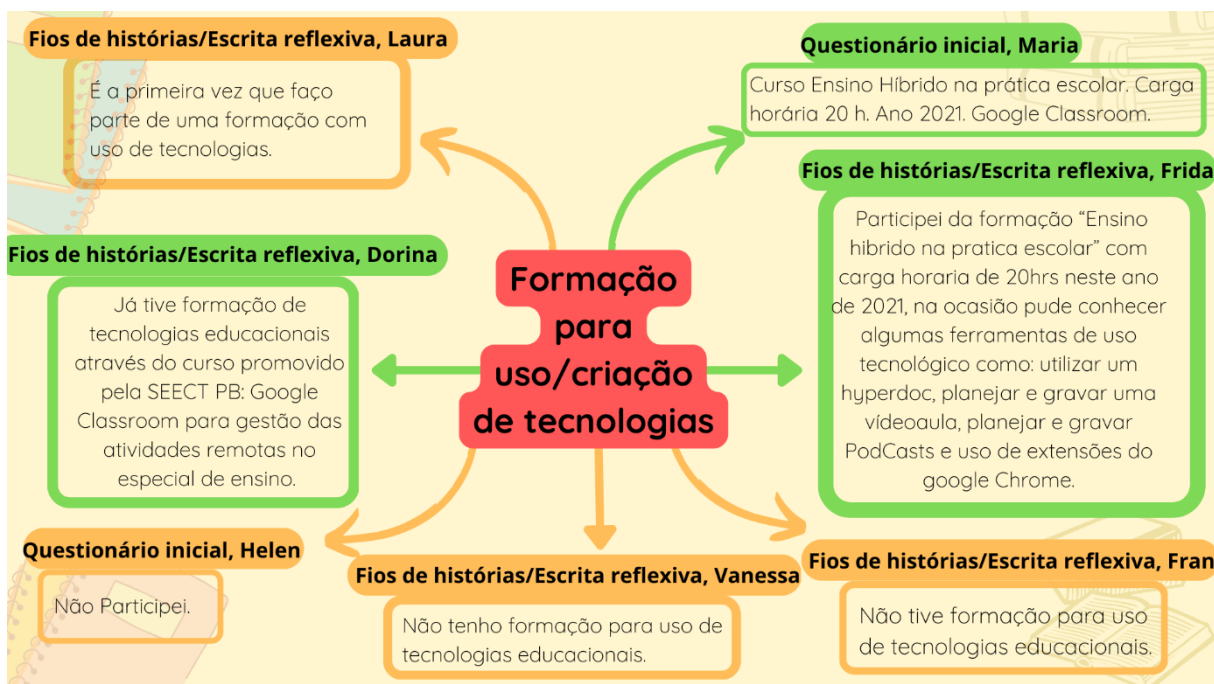 Fios de histórias/Escrita reflexiva, Laura
É a primeira vez que faço
parte de uma formação com
uso de tecnologias.
Questionário inicial, Maria
Curso Ensino Híbrido na prática escolar. Carga
horária 20 h. Ano 2021. Google Classroom.
Fios de histórias/Escrita reflexiva, Frida
Participei da formação “Ensino
hibrido na pratica escolar” com
carga horaria de 20hrs neste ano
de 2021, na ocasião pude conhecer
algumas ferramentas de uso
tecnológico como: utilizar um
hyperdoc, planejar e gravar uma
vídeoaula, planejar e gravar
PodCasts e uso de extensões do
google Chrome.
Fios de histórias/Escrita reflexiva, Dorina
Já tive formação de
tecnologias educacionais
através do curso promovido
pela SEECT PB: Google
Classroom para gestão das
atividades remotas no
especial de ensino.
Formação
para
uso/criação
de tecnologias
Questionário inicial, Helen
Não Participei.
Fios de histórias/Escrita reflexiva, Vanessa
Não tenho formação para uso de
tecnologias educacionais.
Fios de histórias/Escrita reflexiva, Fran
Não tive formação para uso
de tecnologias educacionais.